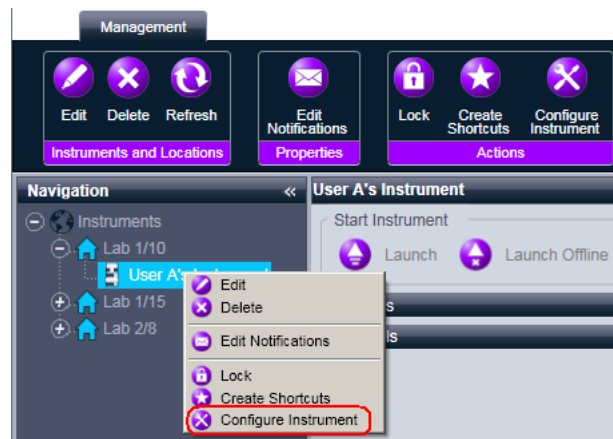 Management
Edit Delete Refresh
Edit Notifications
Lock
Create Shortcuts
Configure Instrument
Instruments and Locations
Properties
Actions
Navigation «
User A's Instrument
Instruments
Lab 1/10
User A's
Lab 1/15
Lab 2/8
Start Instrument
Launch Launch Offline
Edit
Delete
Edit Notifications
Lock
Create Shortcuts
Configure Instrument